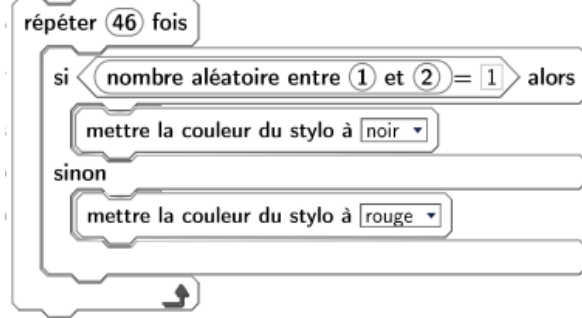 répéter 46 fois
si nombre aléatoire entre 1 et 2 = 1 alors
mettre la couleur du stylo à noir
sinon
mettre la couleur du stylo à rouge